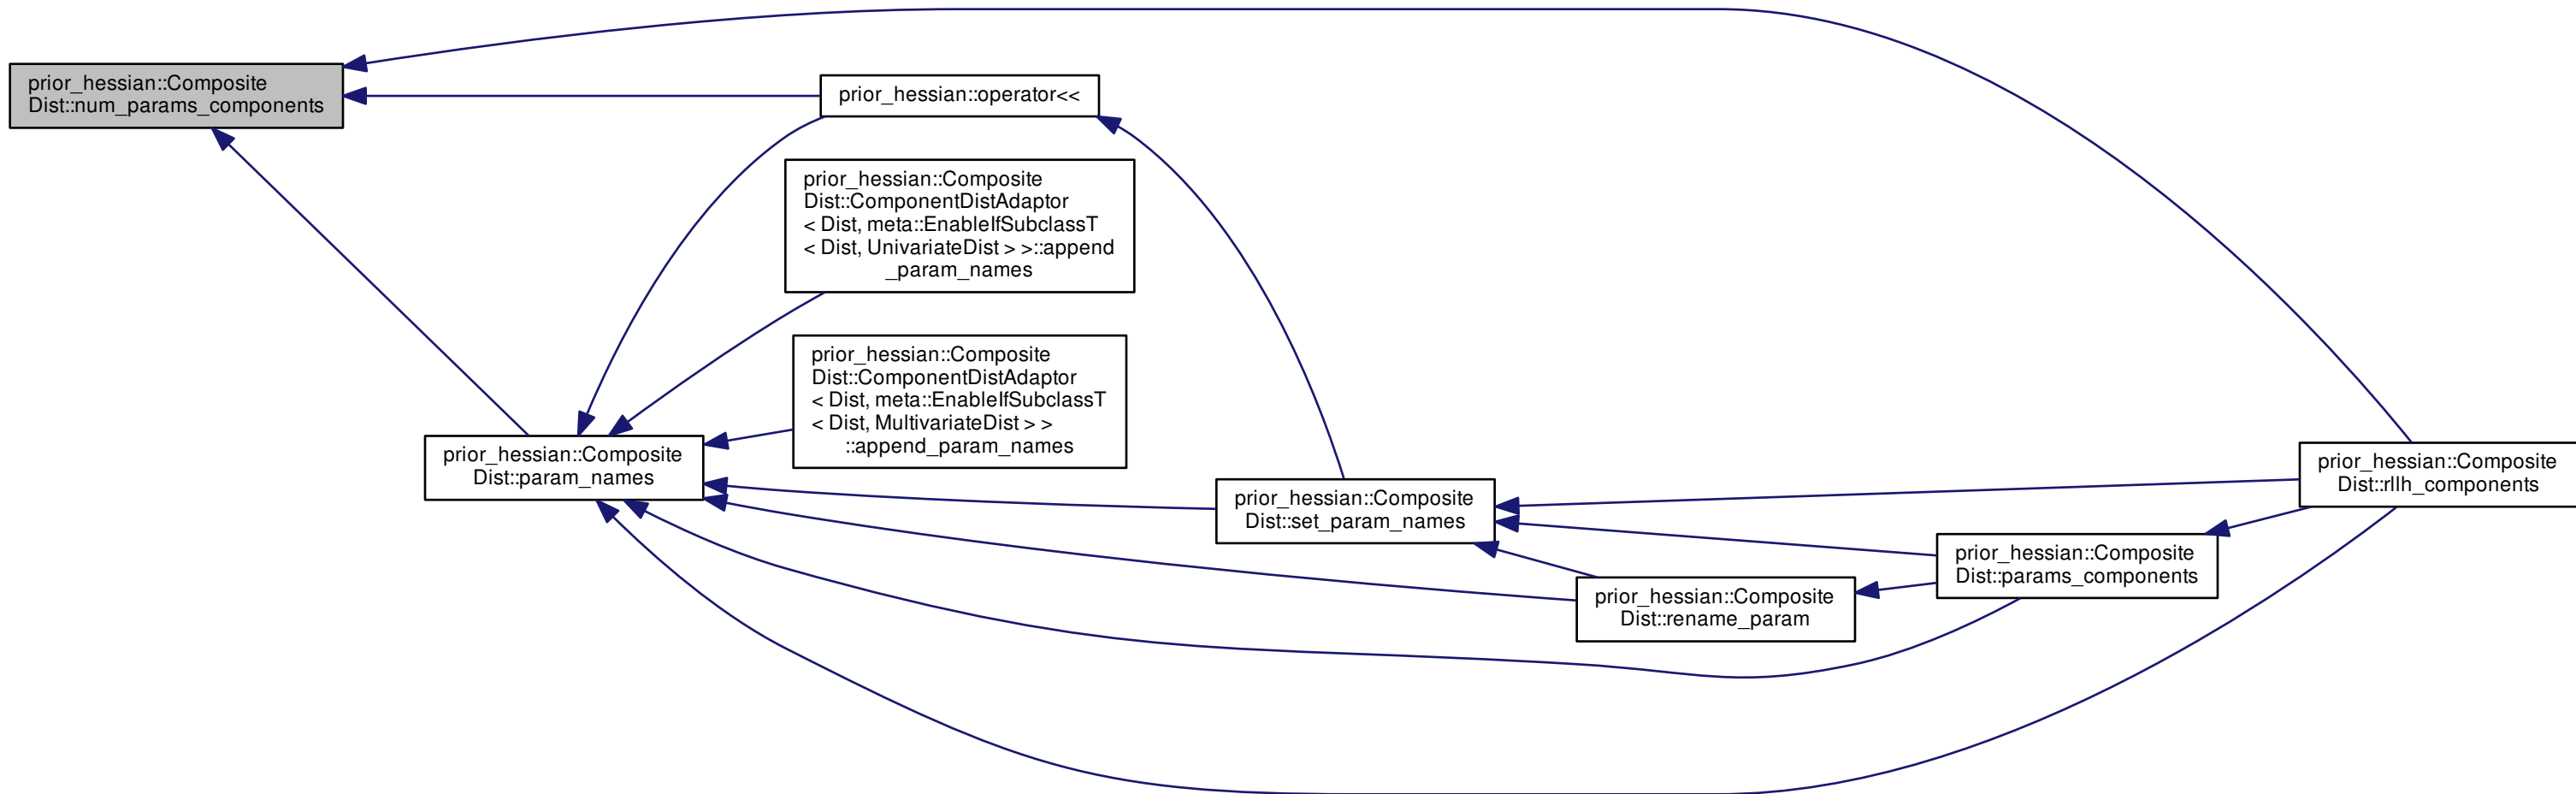 prior_hessian::Composite
Dist::num_params_components
prior_hessian::operator<<
prior_hessian::Composite
Dist::ComponentDistAdaptor
< Dist, meta::EnableIfSubclassT
< Dist, UnivariateDist > >::append
_param_names
prior_hessian::Composite
Dist::ComponentDistAdaptor
< Dist, meta::EnableIfSubclassT
< Dist, MultivariateDist > >
::append_param_names
prior_hessian::Composite
Dist::param_names
prior_hessian::Composite
Dist::set_param_names
prior_hessian::Composite
Dist::rename_param
prior_hessian::Composite
Dist::params_components
prior_hessian::Composite
Dist::rllh_components